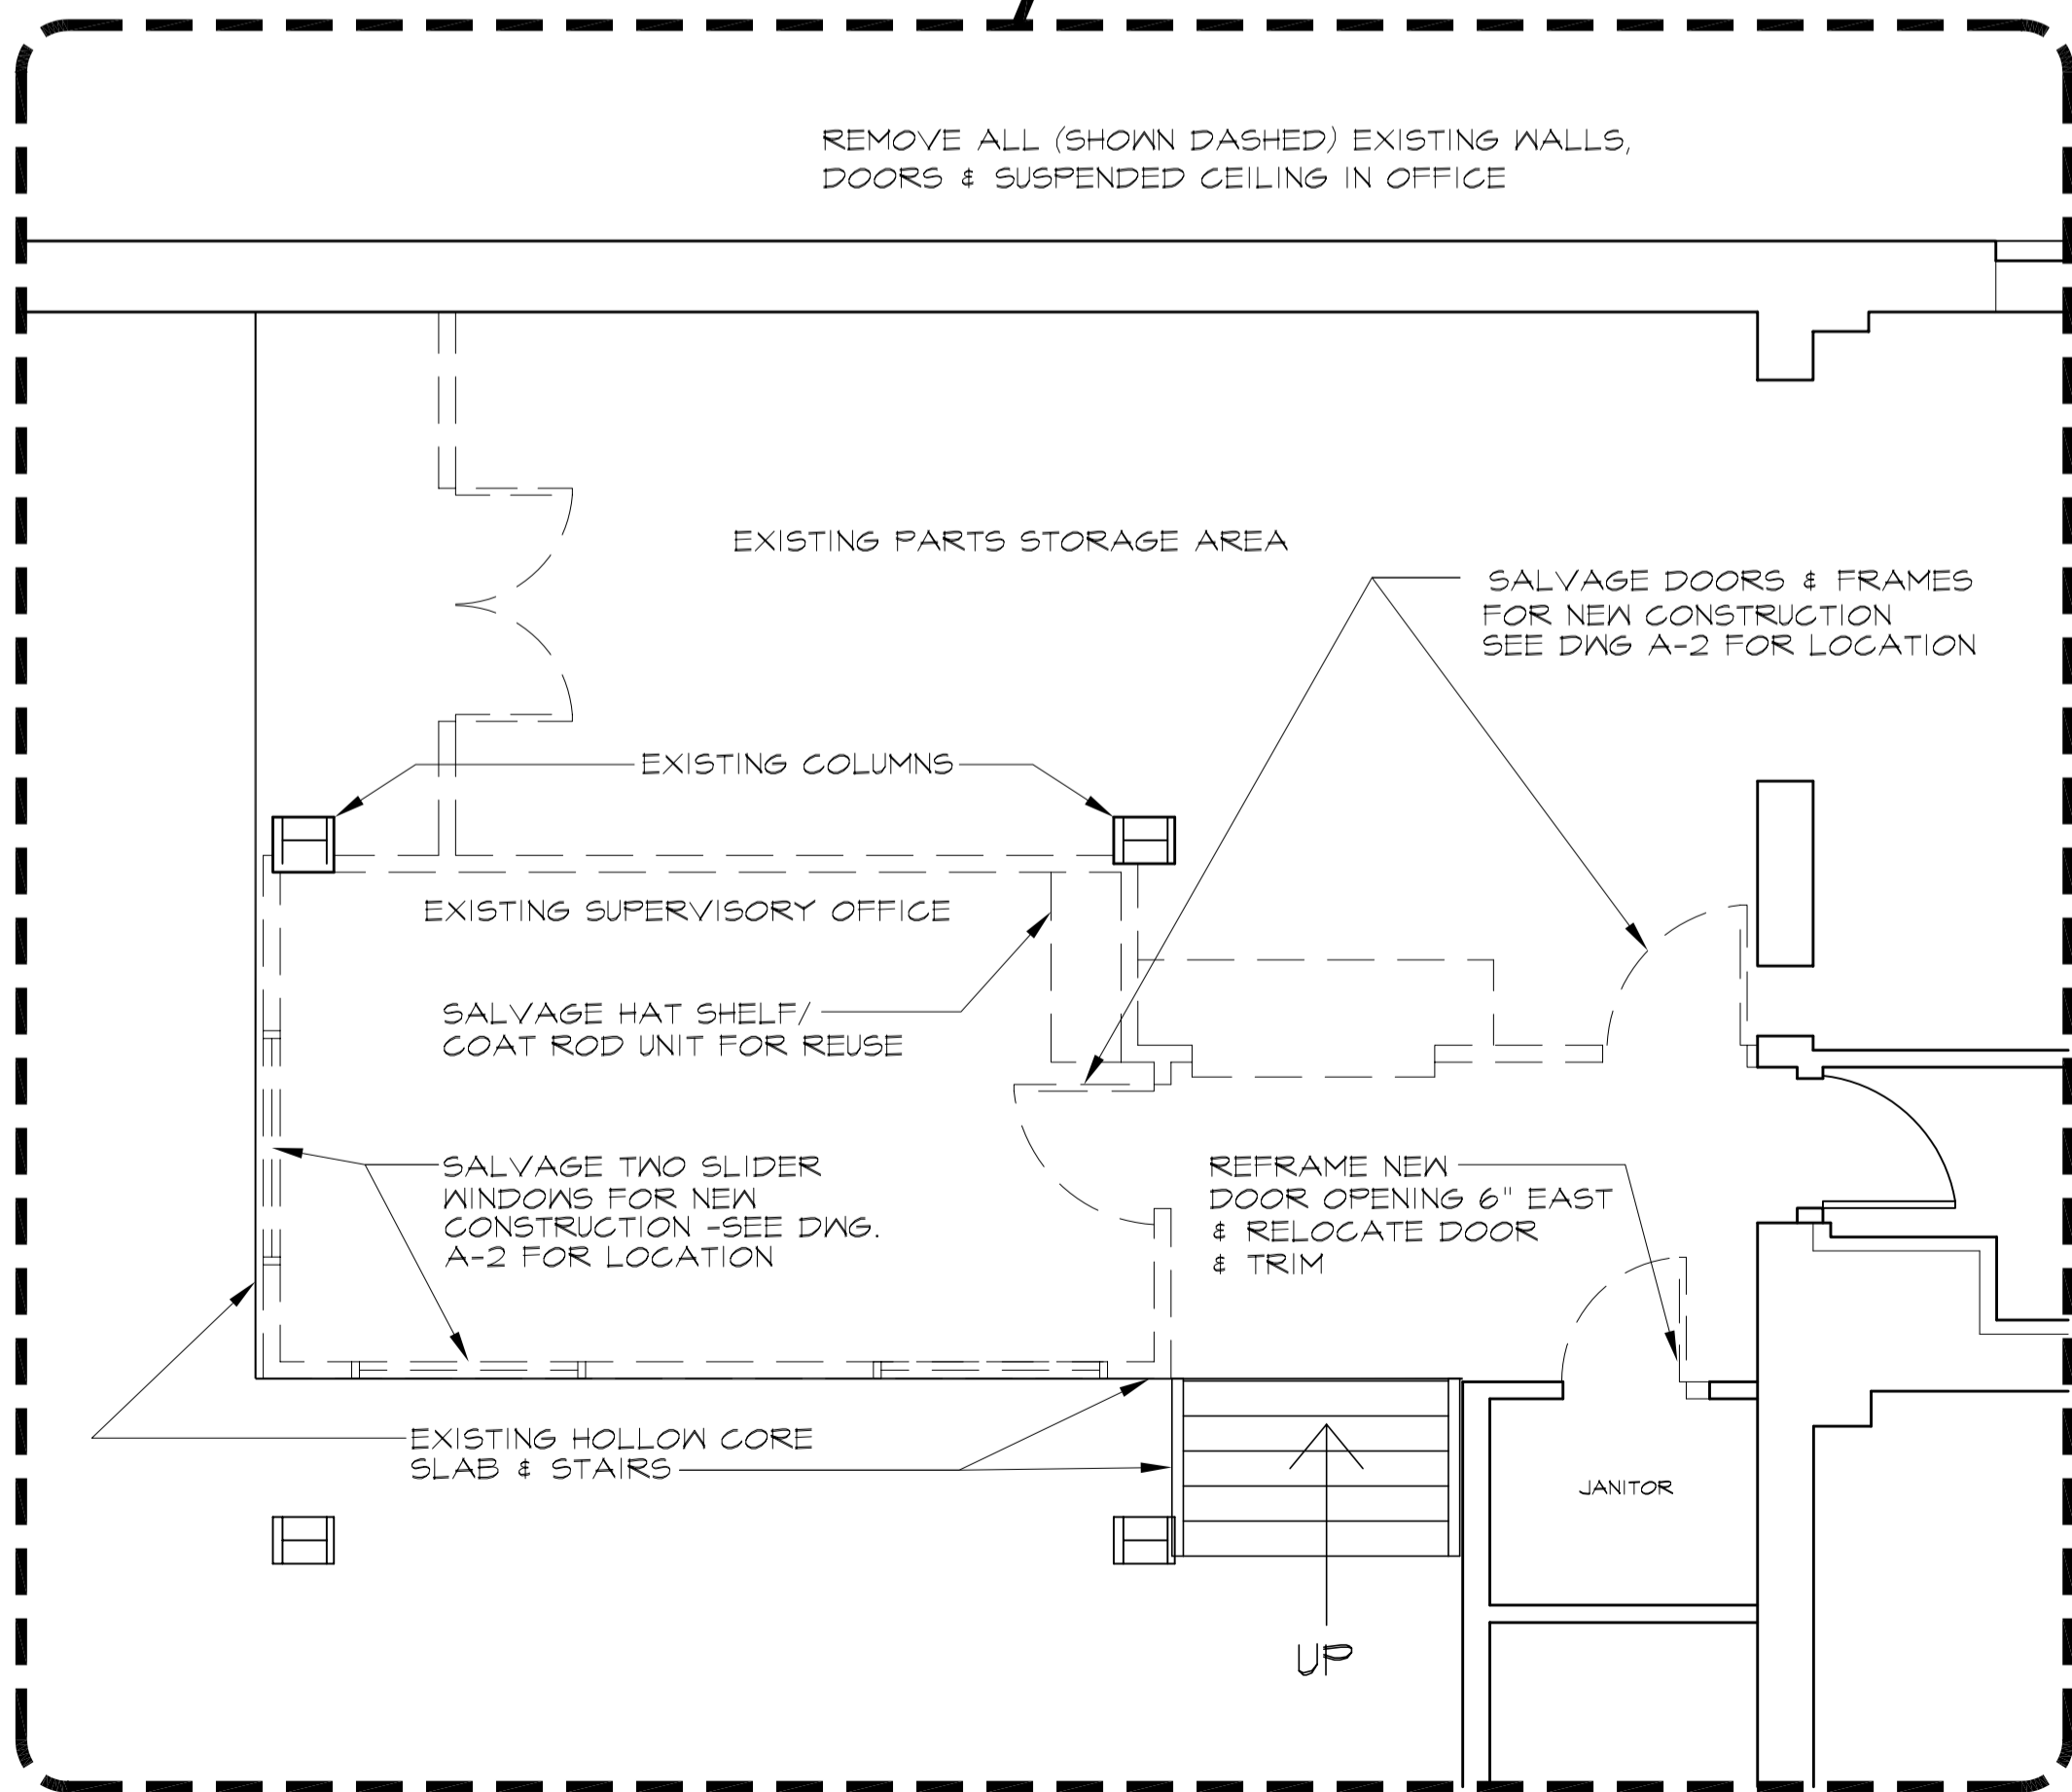 REMOVE ALL (SHOWN DASHED) EXISTING WALLS,
DOORS & SUSPENDED CEILING IN OFFICE
EXISTING PARTS STORAGE AREA
SALVAGE DOORS & FRAMES
FOR NEW CONSTRUCTION
SEE DWG A-2 FOR LOCATION
EXISTING COLUMNS
EXISTING SUPERVISORY OFFICE
SALVAGE HAT SHELF/
COAT ROD UNIT FOR REUSE
SALVAGE TWO SLIDER
WINDOWS FOR NEW
CONSTRUCTION -SEE DWG.
A-2 FOR LOCATION
REFRAME NEW
DOOR OPENING 6" EAST
& RELOCATE DOOR
& TRIM
EXISTING HOLLOW CORE
SLAB & STAIRS
JANITOR
UP